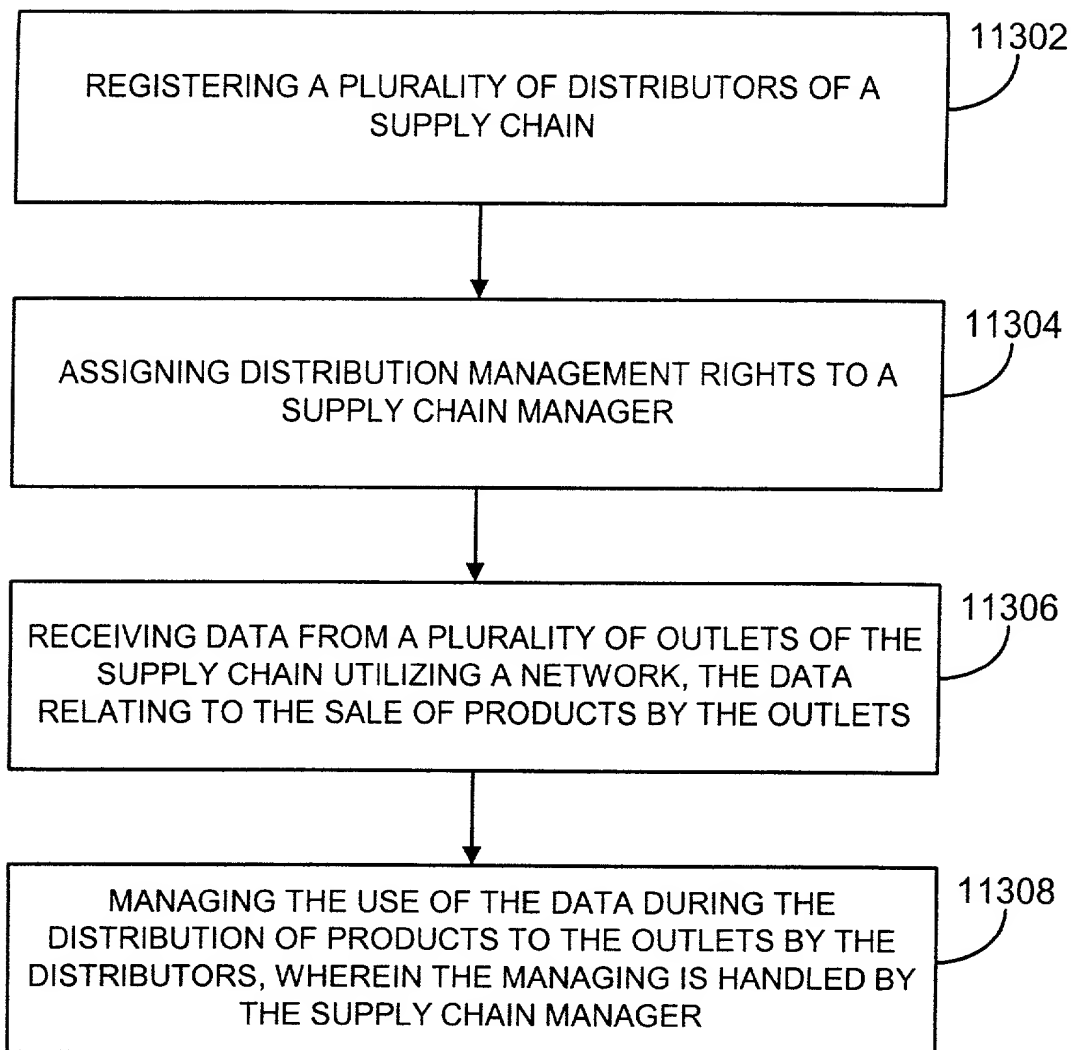 11302
REGISTERING A PLURALITY OF DISTRIBUTORS OF A
SUPPLY CHAIN
11304
ASSIGNING DISTRIBUTION MANAGEMENT RIGHTS TO A
SUPPLY CHAIN MANAGER
11306
RECEIVING DATA FROM A PLURALITY OF OUTLETS OF THE
SUPPLY CHAIN UTILIZING A NETWORK, THE DATA
RELATING TO THE SALE OF PRODUCTS BY THE OUTLETS
11308
MANAGING THE USE OF THE DATA DURING THE
DISTRIBUTION OF PRODUCTS TO THE OUTLETS BY THE
DISTRIBUTORS, WHEREIN THE MANAGING IS HANDLED BY
THE SUPPLY CHAIN MANAGER